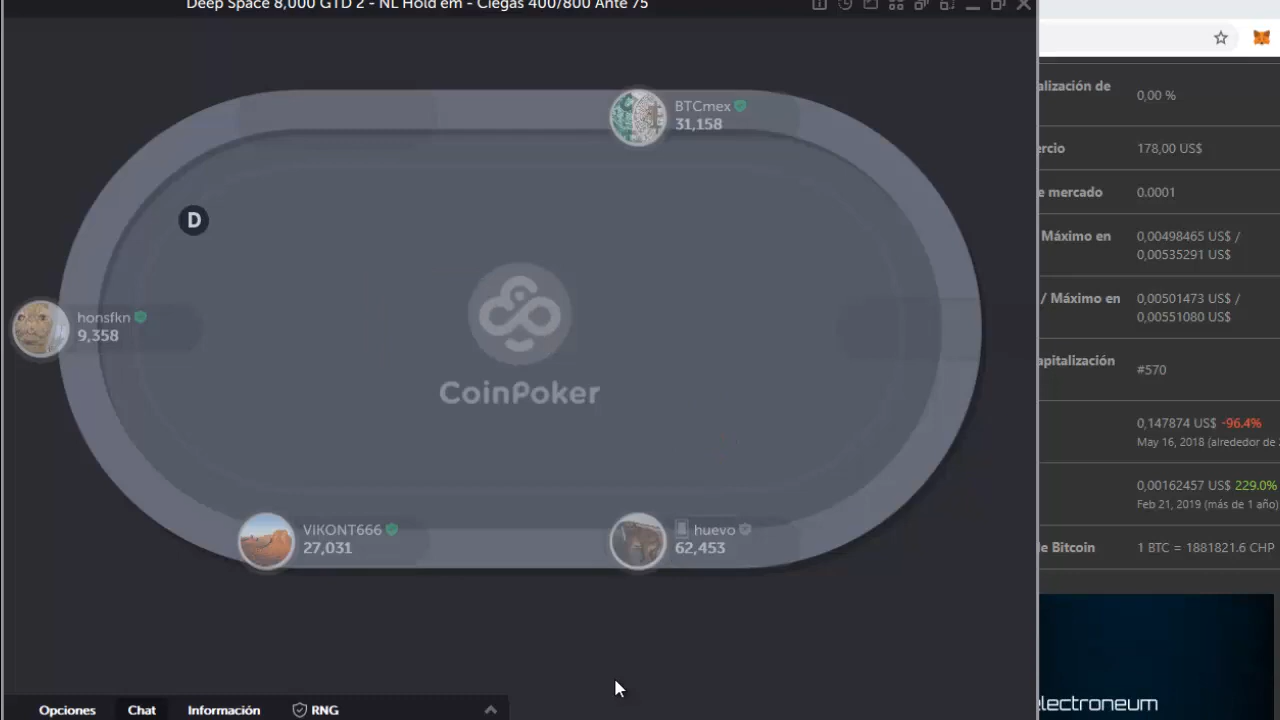 Deep Space 8,000 GTD 2 - NL Hold'em - Ciegas 400/800 Ante 75
BTCmex
31,158
D
honsfkn
9,358
CoinPoker
VIKONT666
27,031
huevo
62,453
Opciones
Chat
Información
RNG
alización de
0,00 %
ercio
178,00 US$
e mercado
0.0001
Máximo en
0,00498465 US$ /
0,00535291 US$
/ Máximo en
0,00501473 US$ /
0,00551080 US$
apitalización
#570
0,147874 US$ -96.4%
May 16, 2018 (alrededor de 2
0,00162457 US$ 229.0%
Feb 21, 2019 (más de 1 año)
de Bitcoin
1 BTC = 1881821.6 CHP
electroneum